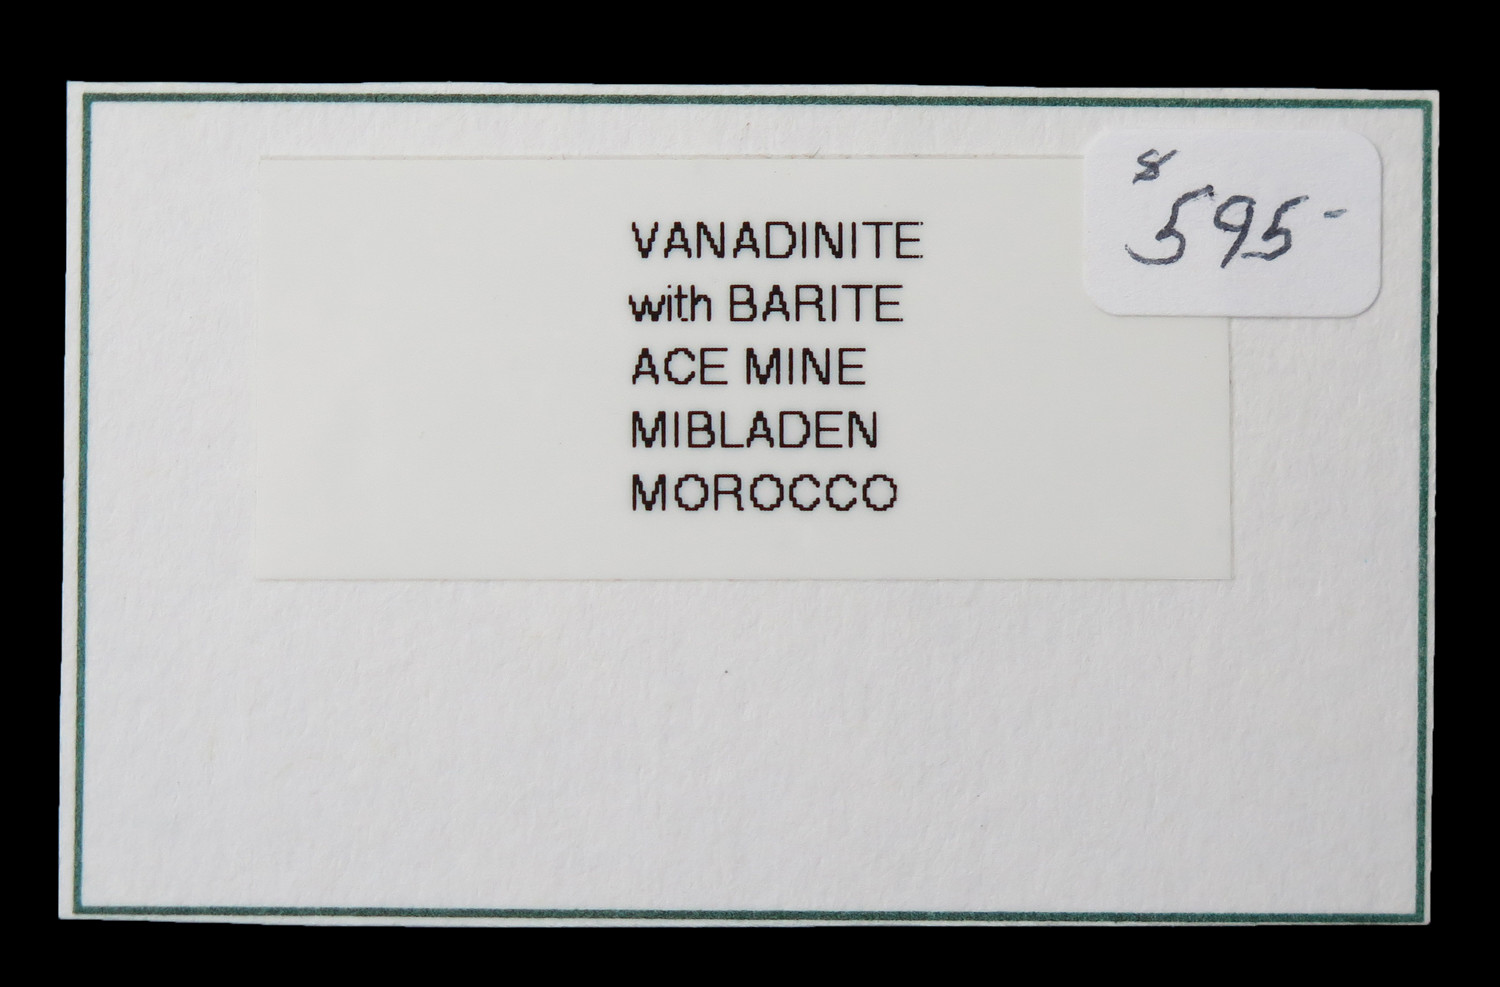 VANADINITE
with BARITE
ACE MINE
MIBLADEN
MOROCCO
$595-